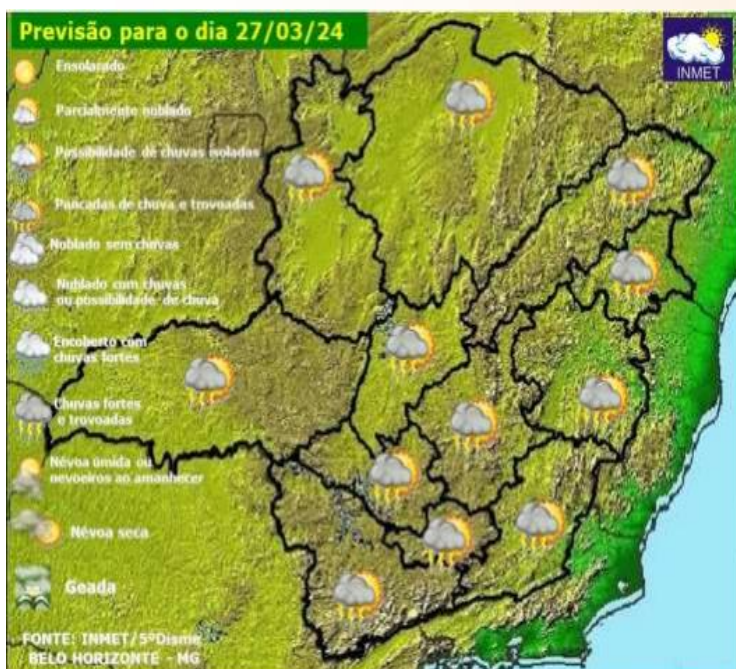 Previsão para o dia 27/03/24
INMET
Ensolarado
Parcialmente noblado
Possibilidade de chuvas isoladas
Pancadas de chuva e trovoadas
Noblado sem chuvas
Nublado com chuvas
ou possibilidade de chuva
Encoberto com
chuvas fortes
Chuvas fortes
e trovoadas
Névoa úmida ou
nevoeiros ao amanhecer
Névoa seca
Geada
FONTE: INMET/5ºDisme
BELO HORIZONTE - MG